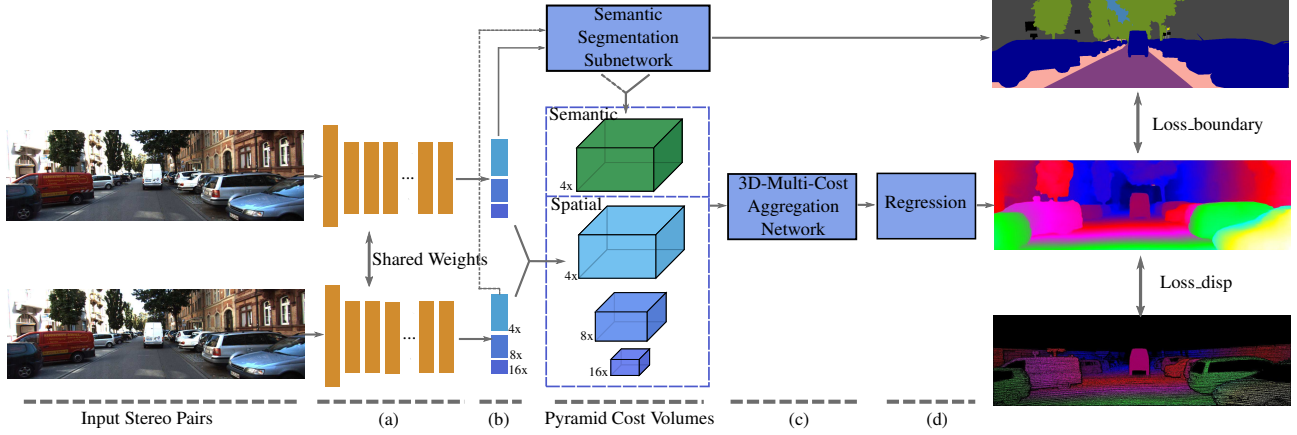 Semantic
Segmentation
Subnetwork
Semantic
4x
Spatial
4x
8x
16x
Shared Weights
...
...
4x
8x
16x
3D-Multi-Cost
Aggregation
Network
Regression
Loss_boundary
Loss_disp
Input Stereo Pairs
(a)
(b)
Pyramid Cost Volumes
(c)
(d)